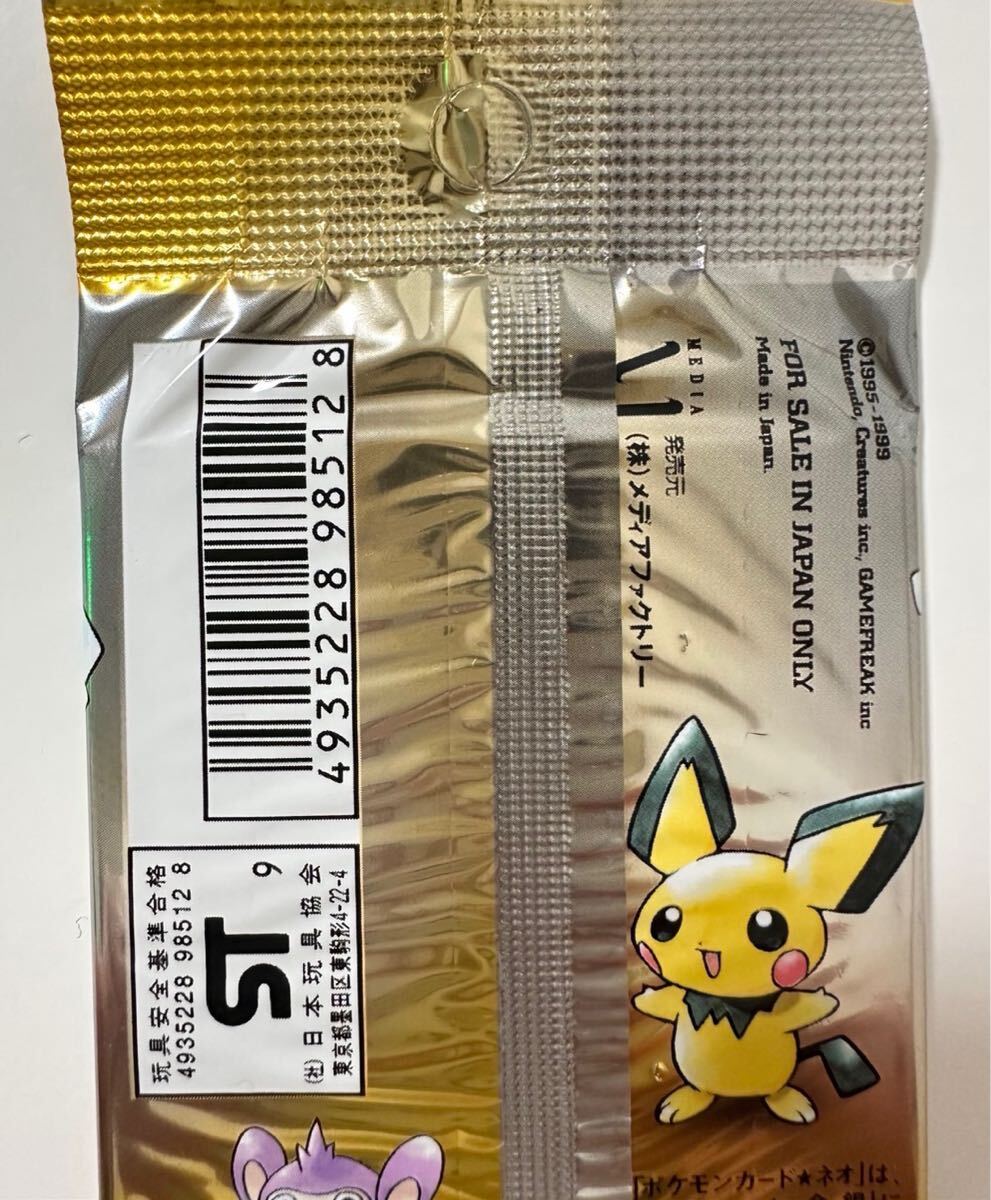 4935228 985128
玩具安全基準合格
4935228 98512 8
ST
9
(社)日本玩具協会
東京都墨田区東駒形4-22-4
MEDIA
発売元
(株)メディアファクトリー
©1995-1999
Nintendo, Creatures inc., GAMEFREAK inc
FOR SALE IN JAPAN ONLY
Made in Japan.
「ポケモンカード★ネオ」は、